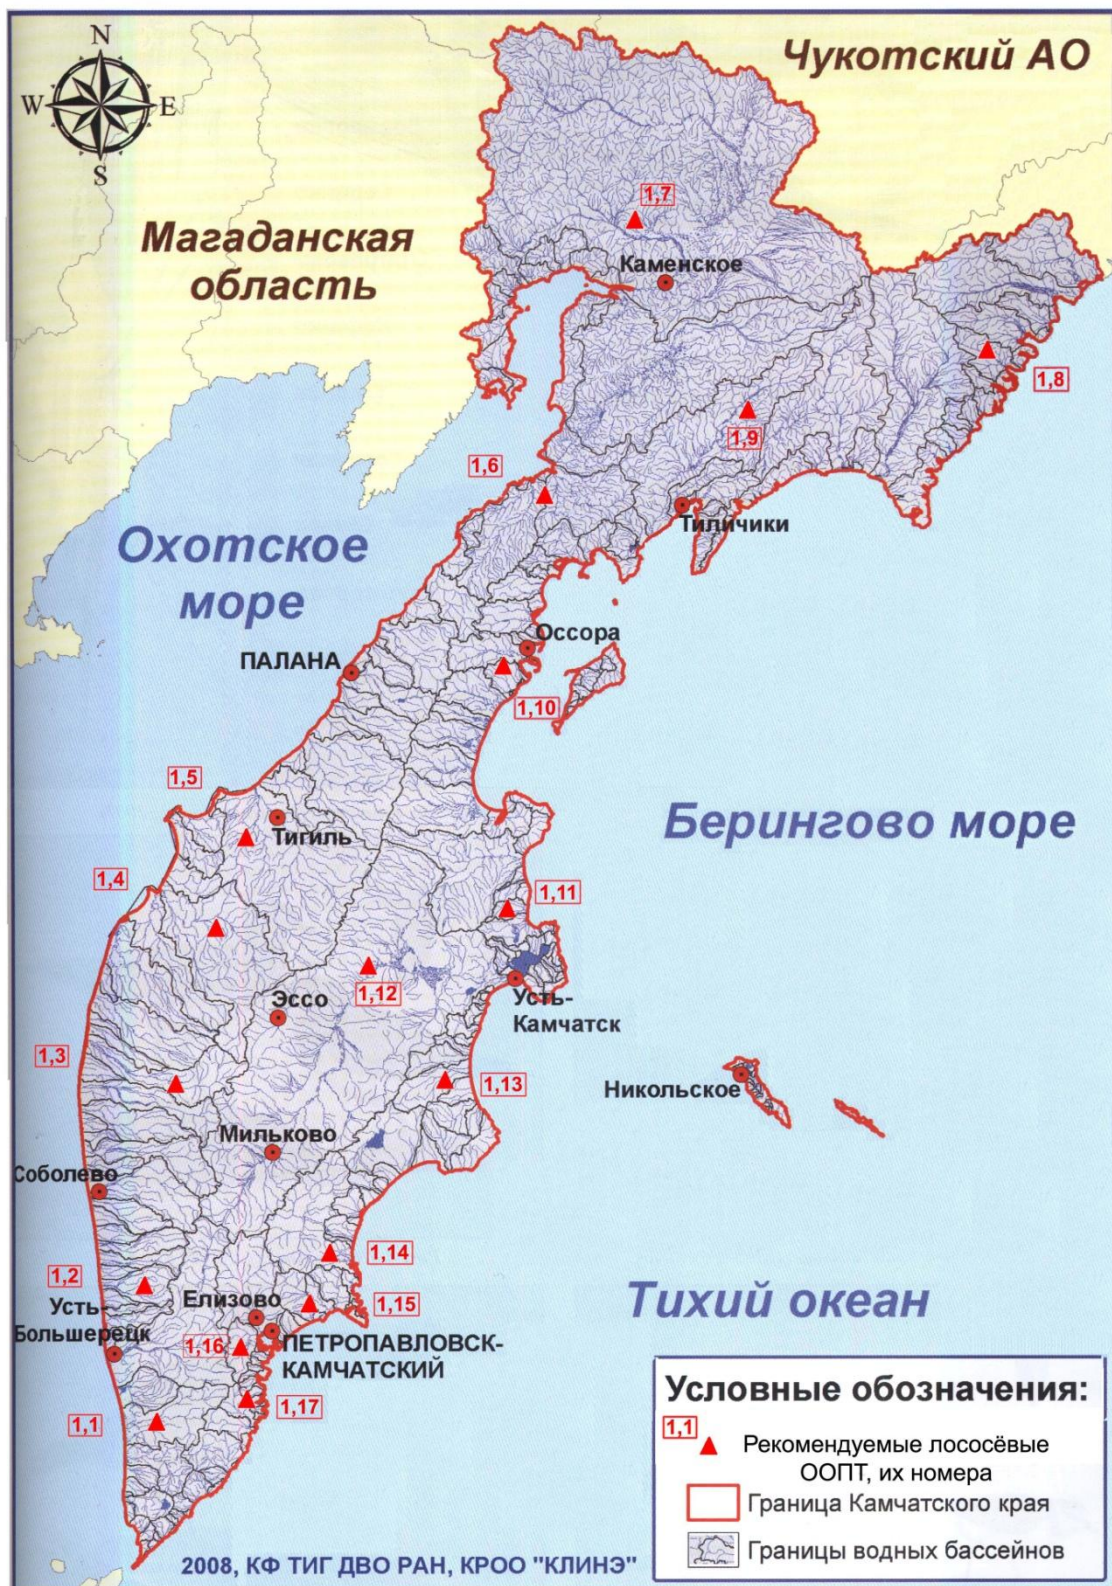 N
W E
S
Чукотский АО
Магаданская
область
1,7
Каменское
1,8
1,9
1,6
Тиличики
Охотское
море
Оссора
ПАЛАНА
1,10
1,5
Тигиль
Берингово море
1,4
1,11
1,12
Эссо
Усть-
Камчатск
1,3
1,13
Никольское
Мильково
Соболево
1,14
1,2
Усть-
Большерецк
Елизово
1,15
Тихий океан
1,16
ПЕТРОПАВЛОВСК-
КАМЧАТСКИЙ
1,17
1,1
Условные обозначения:
1,1
Рекомендуемые лососёвые
ООПТ, их номера
Граница Камчатского края
Границы водных бассейнов
2008, КФ ТИГ ДВО РАН, КРОО "КЛИНЭ"